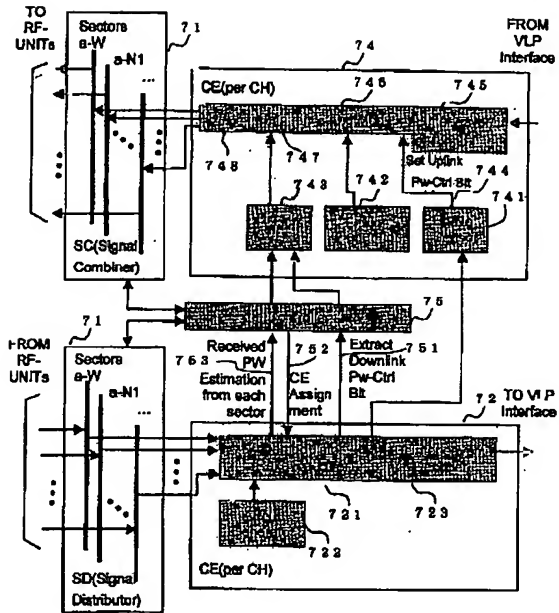 TO
RF-
UNITs
Sectors
a-W
a-N1
...
71
SC(Signal
Combiner)
FROM
VLP
Interface
74
CE(per CH)
746
745
748
747
Set Uplink
Pw-Ctrl Bit
744
743
742
741
75
71
FROM
RF-
UNITs
Sectors
a-W
a-N1
...
SD(Signal
Distributor)
753
Received
PW
Estimation
from each
sector
752
CE
Assign
ment
Extract
Downlink
Pw-Ctrl
Bit
751
72
TO VLP
Interface
721
723
722
CE(per CH)